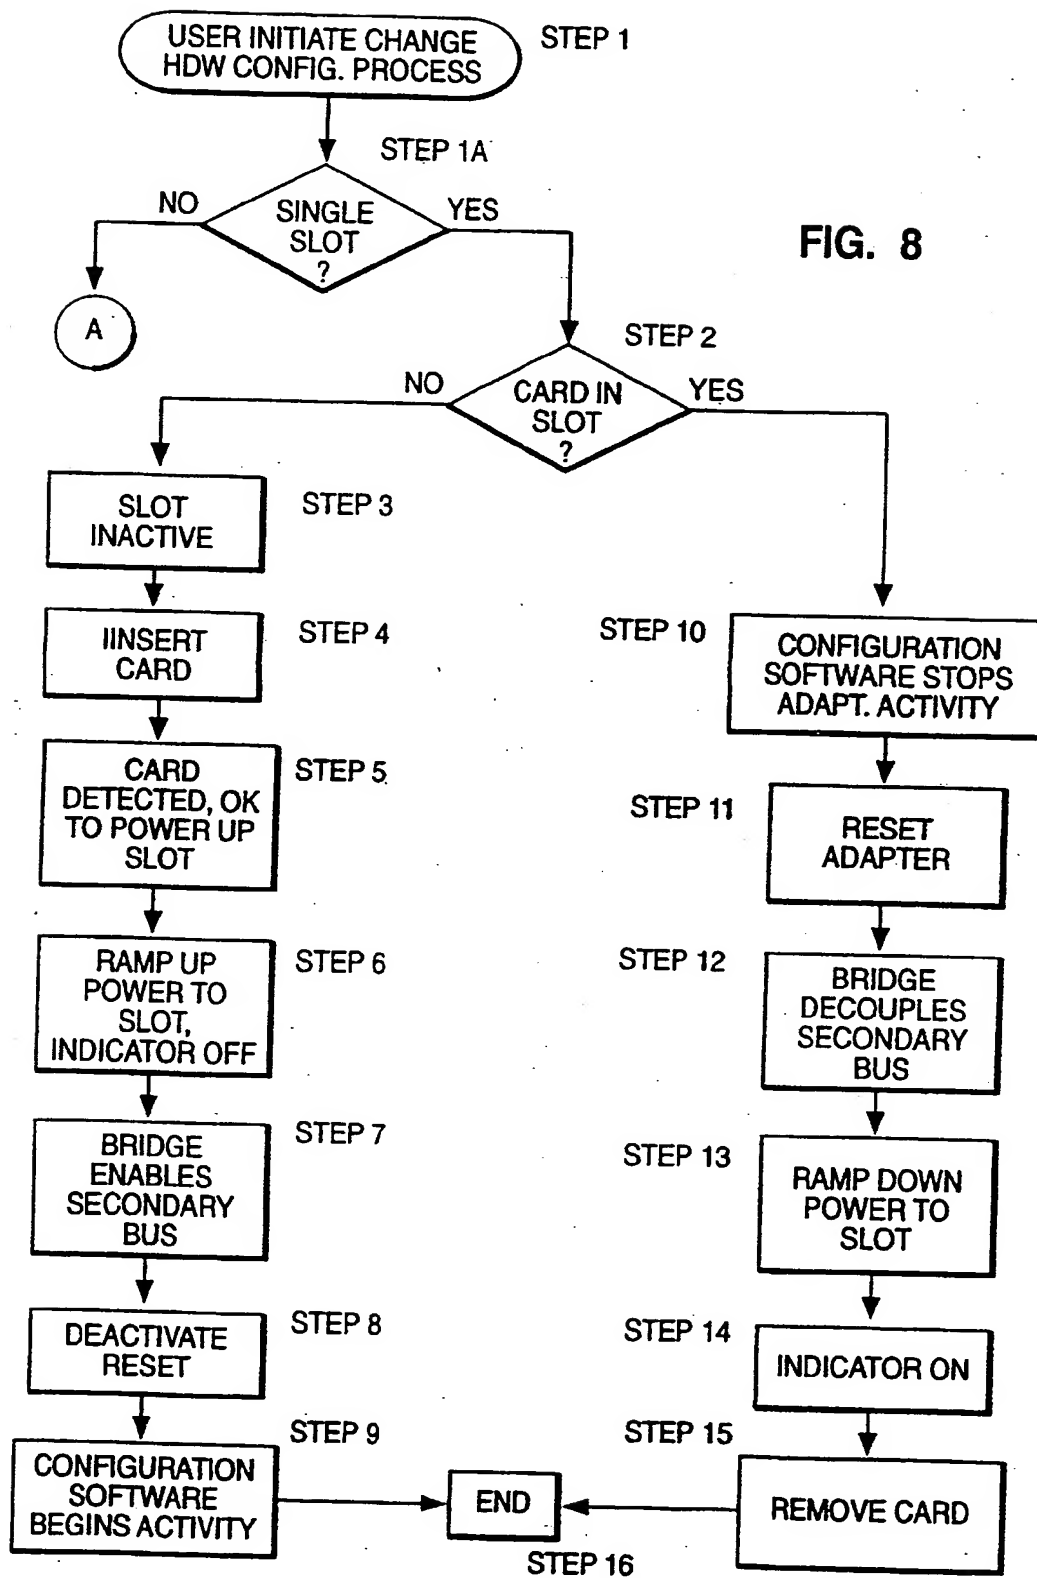 USER INITIATE CHANGE
HDW CONFIG. PROCESS
STEP 1
STEP 1A
NO
SINGLE
SLOT
?
YES
FIG. 8
A
STEP 2
NO
CARD IN
SLOT
?
YES
SLOT
INACTIVE
STEP 3
IINSERT
CARD
STEP 4
CARD
DETECTED, OK
TO POWER UP
SLOT
STEP 5
RAMP UP
POWER TO
SLOT,
INDICATOR OFF
STEP 6
BRIDGE
ENABLES
SECONDARY
BUS
STEP 7
DEACTIVATE
RESET
STEP 8
CONFIGURATION
SOFTWARE
BEGINS ACTIVITY
STEP 9
STEP 10
CONFIGURATION
SOFTWARE STOPS
ADAPT. ACTIVITY
STEP 11
RESET
ADAPTER
STEP 12
BRIDGE
DECOUPLES
SECONDARY
BUS
STEP 13
RAMP DOWN
POWER TO
SLOT
STEP 14
INDICATOR ON
STEP 15
REMOVE CARD
END
STEP 16